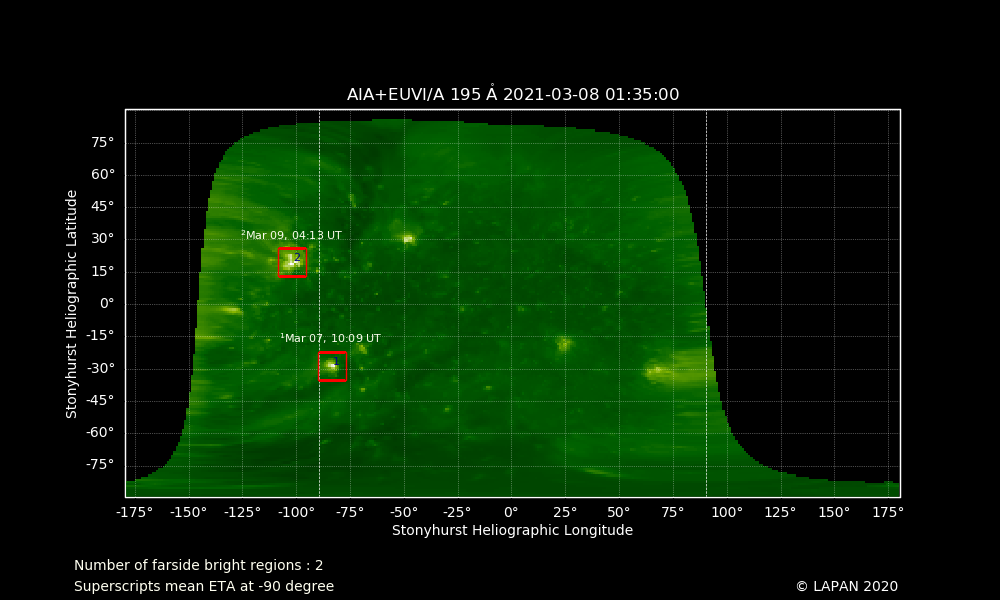 AIA+EUVI/A 195 Å 2021-03-08 01:35:00
Stonyhurst Heliographic Latitude
75°
60°
45°
30°
15°
0°
-15°
-30°
-45°
-60°
-75°
²Mar 09, 04:13 UT
2
¹Mar 07, 10:09 UT
1
-175° -150° -125° -100° -75° -50° -25° 0° 25° 50° 75° 100° 125° 150° 175°
Stonyhurst Heliographic Longitude
Number of farside bright regions : 2
Superscripts mean ETA at -90 degree
© LAPAN 2020